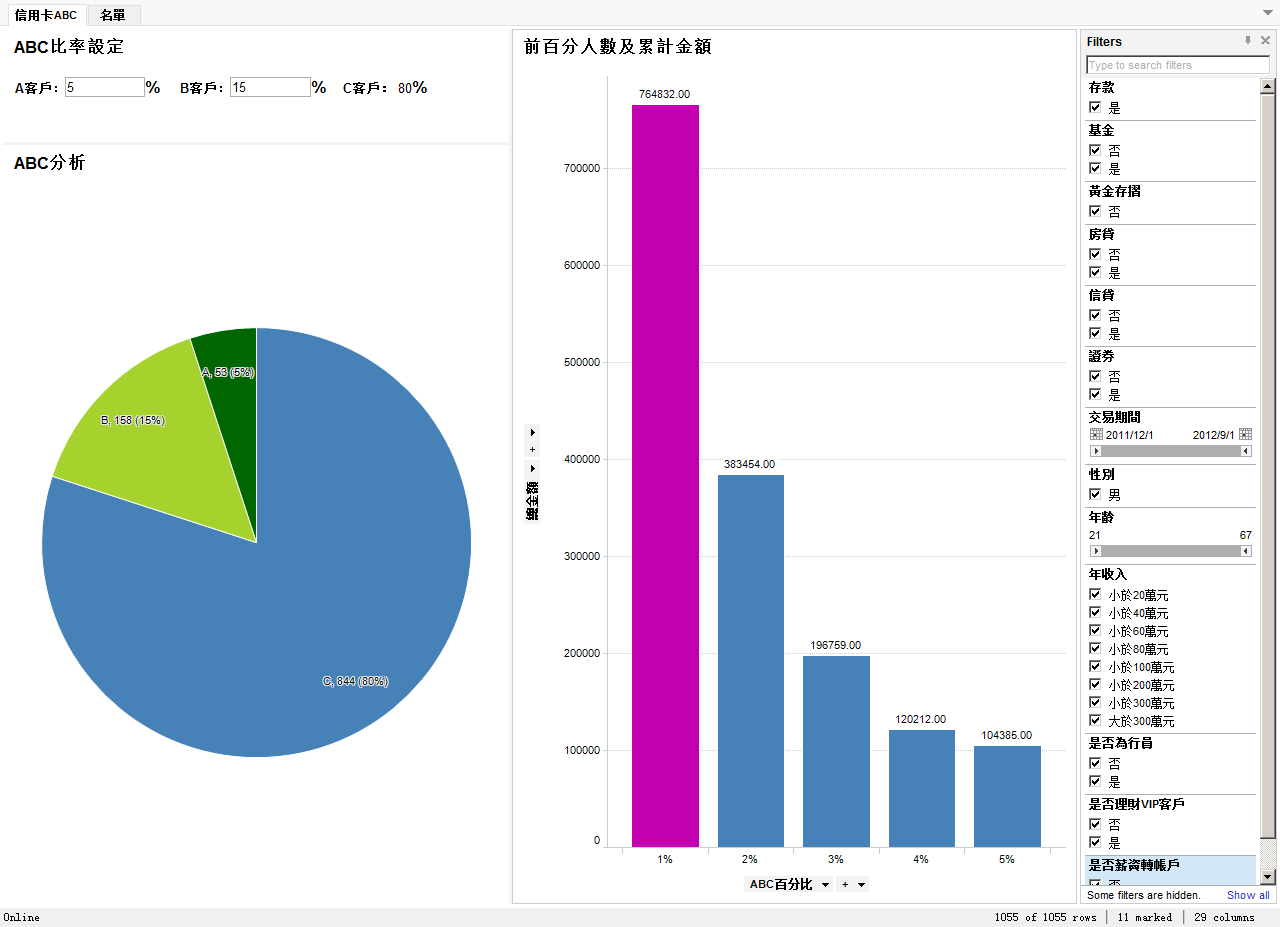 信用卡ABC 名單
ABC比率設定
A客戶： 5 % B客戶： 15 % C客戶： 80%
ABC分析
A, 53 (5%)
B, 158 (15%)
C, 844 (80%)
前百分人數及累計金額
764832.00
700000
600000
500000
400000
383454.00
300000
200000
196759.00
120212.00
100000
104385.00
0
1% 2% 3% 4% 5%
+
總金額
ABC百分比 +
Filters
Type to search filters
存款
是
基金
否
是
黃金存摺
否
房貸
否
是
信貸
否
是
證券
否
是
交易期間
2011/12/1 2012/9/1
性別
男
年齡
21 67
年收入
小於20萬元
小於40萬元
小於60萬元
小於80萬元
小於100萬元
小於200萬元
小於300萬元
大於300萬元
是否為行員
否
是
是否理財VIP客戶
否
是
是否薪資轉帳戶
否
Some filters are hidden. Show all
Online
1055 of 1055 rows 11 marked 29 columns